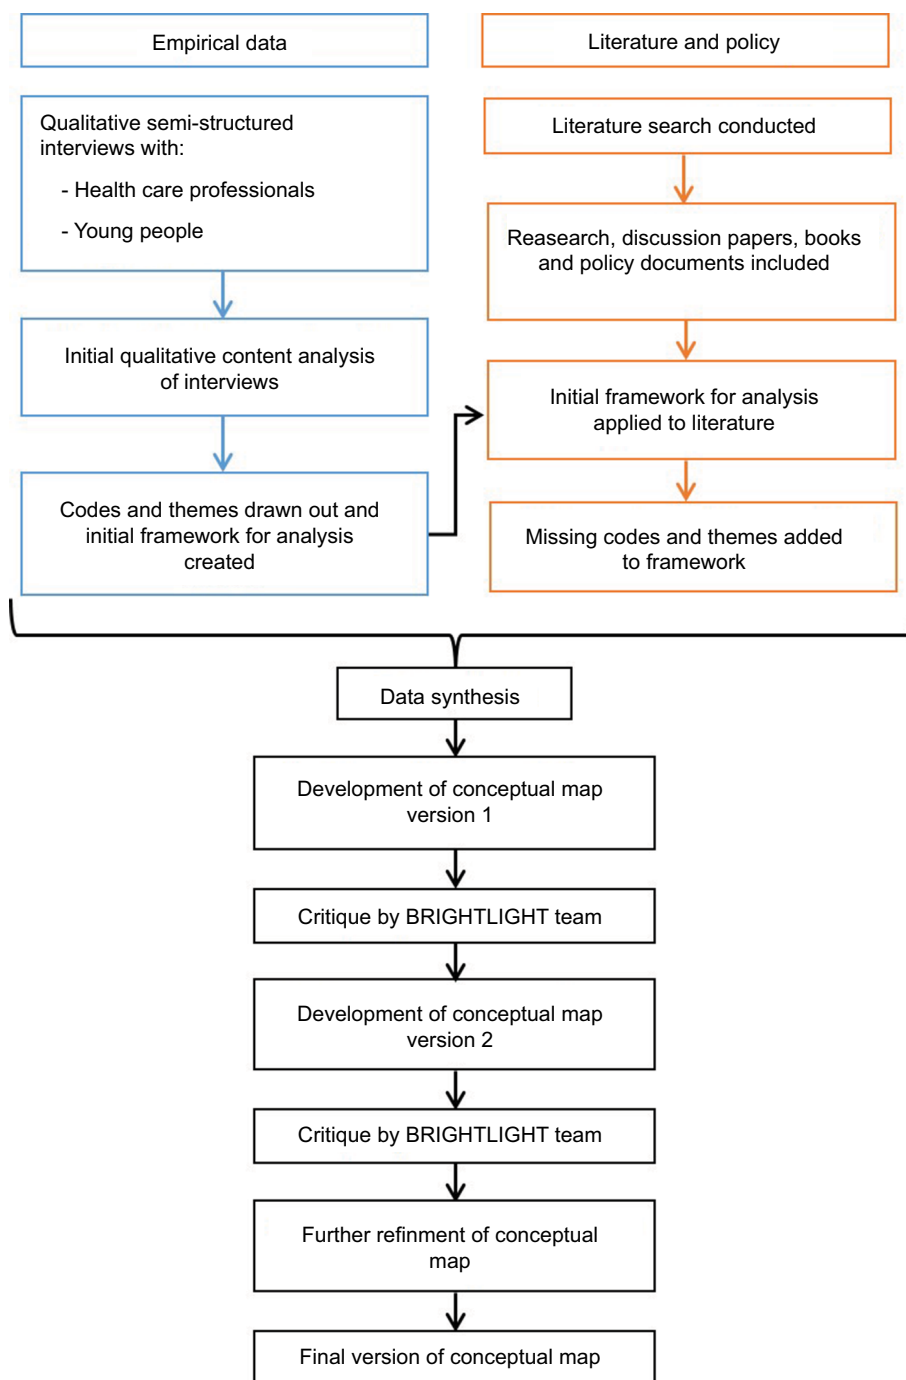 Empirical data
Qualitative semi-structured
interviews with:
- Health care professionals
- Young people
Initial qualitative content analysis
of interviews
Codes and themes drawn out and
initial framework for analysis
created
Literature and policy
Literature search conducted
Reasearch, discussion papers, books
and policy documents included
Initial framework for analysis
applied to literature
Missing codes and themes added
to framework
Data synthesis
Development of conceptual map
version 1
Critique by BRIGHTLIGHT team
Development of conceptual map
version 2
Critique by BRIGHTLIGHT team
Further refinment of conceptual
map
Final version of conceptual map